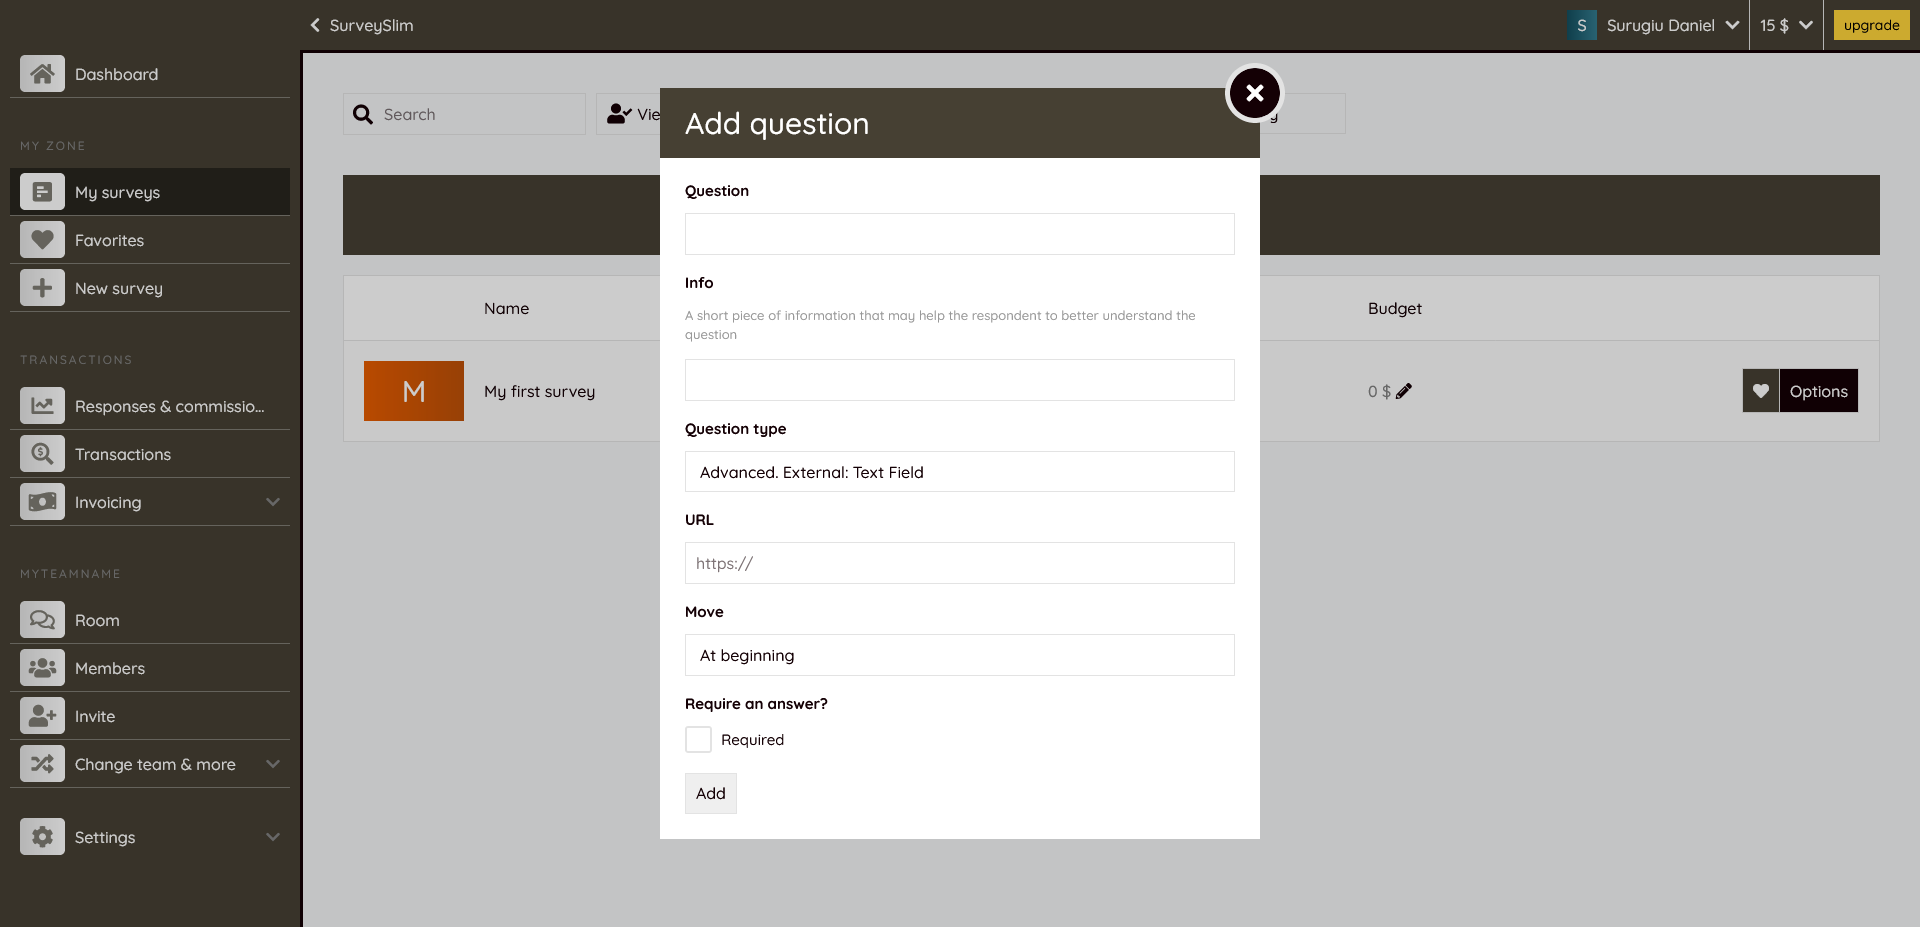 SurveySlim
S
Surugiu Daniel
15 $
upgrade
Dashboard
MY ZONE
My surveys
Favorites
New survey
TRANSACTIONS
Responses & commissio...
Transactions
Invoicing
MYTEAMNAME
Room
Members
Invite
Change team & more
Settings
Search
Add question
Question
Info
A short piece of information that may help the respondent to better understand the
question
Question type
Advanced. External: Text Field
URL
https://
Move
At beginning
Require an answer?
Required
Add
Name
Budget
M
My first survey
0 $
Options